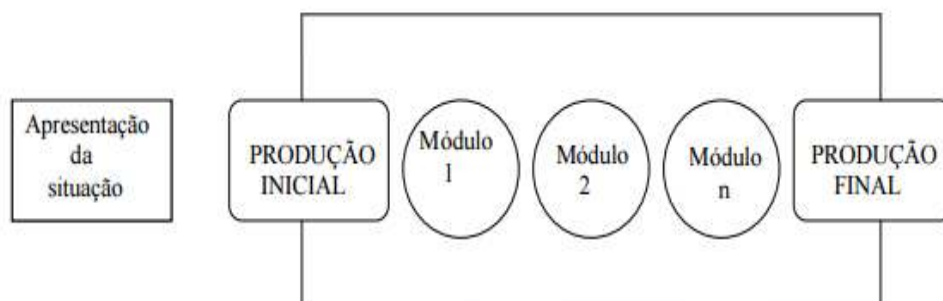 Apresentação
da
situação
PRODUÇÃO
INICIAL
Módulo
1
Módulo
2
Módulo
n
PRODUÇÃO
FINAL